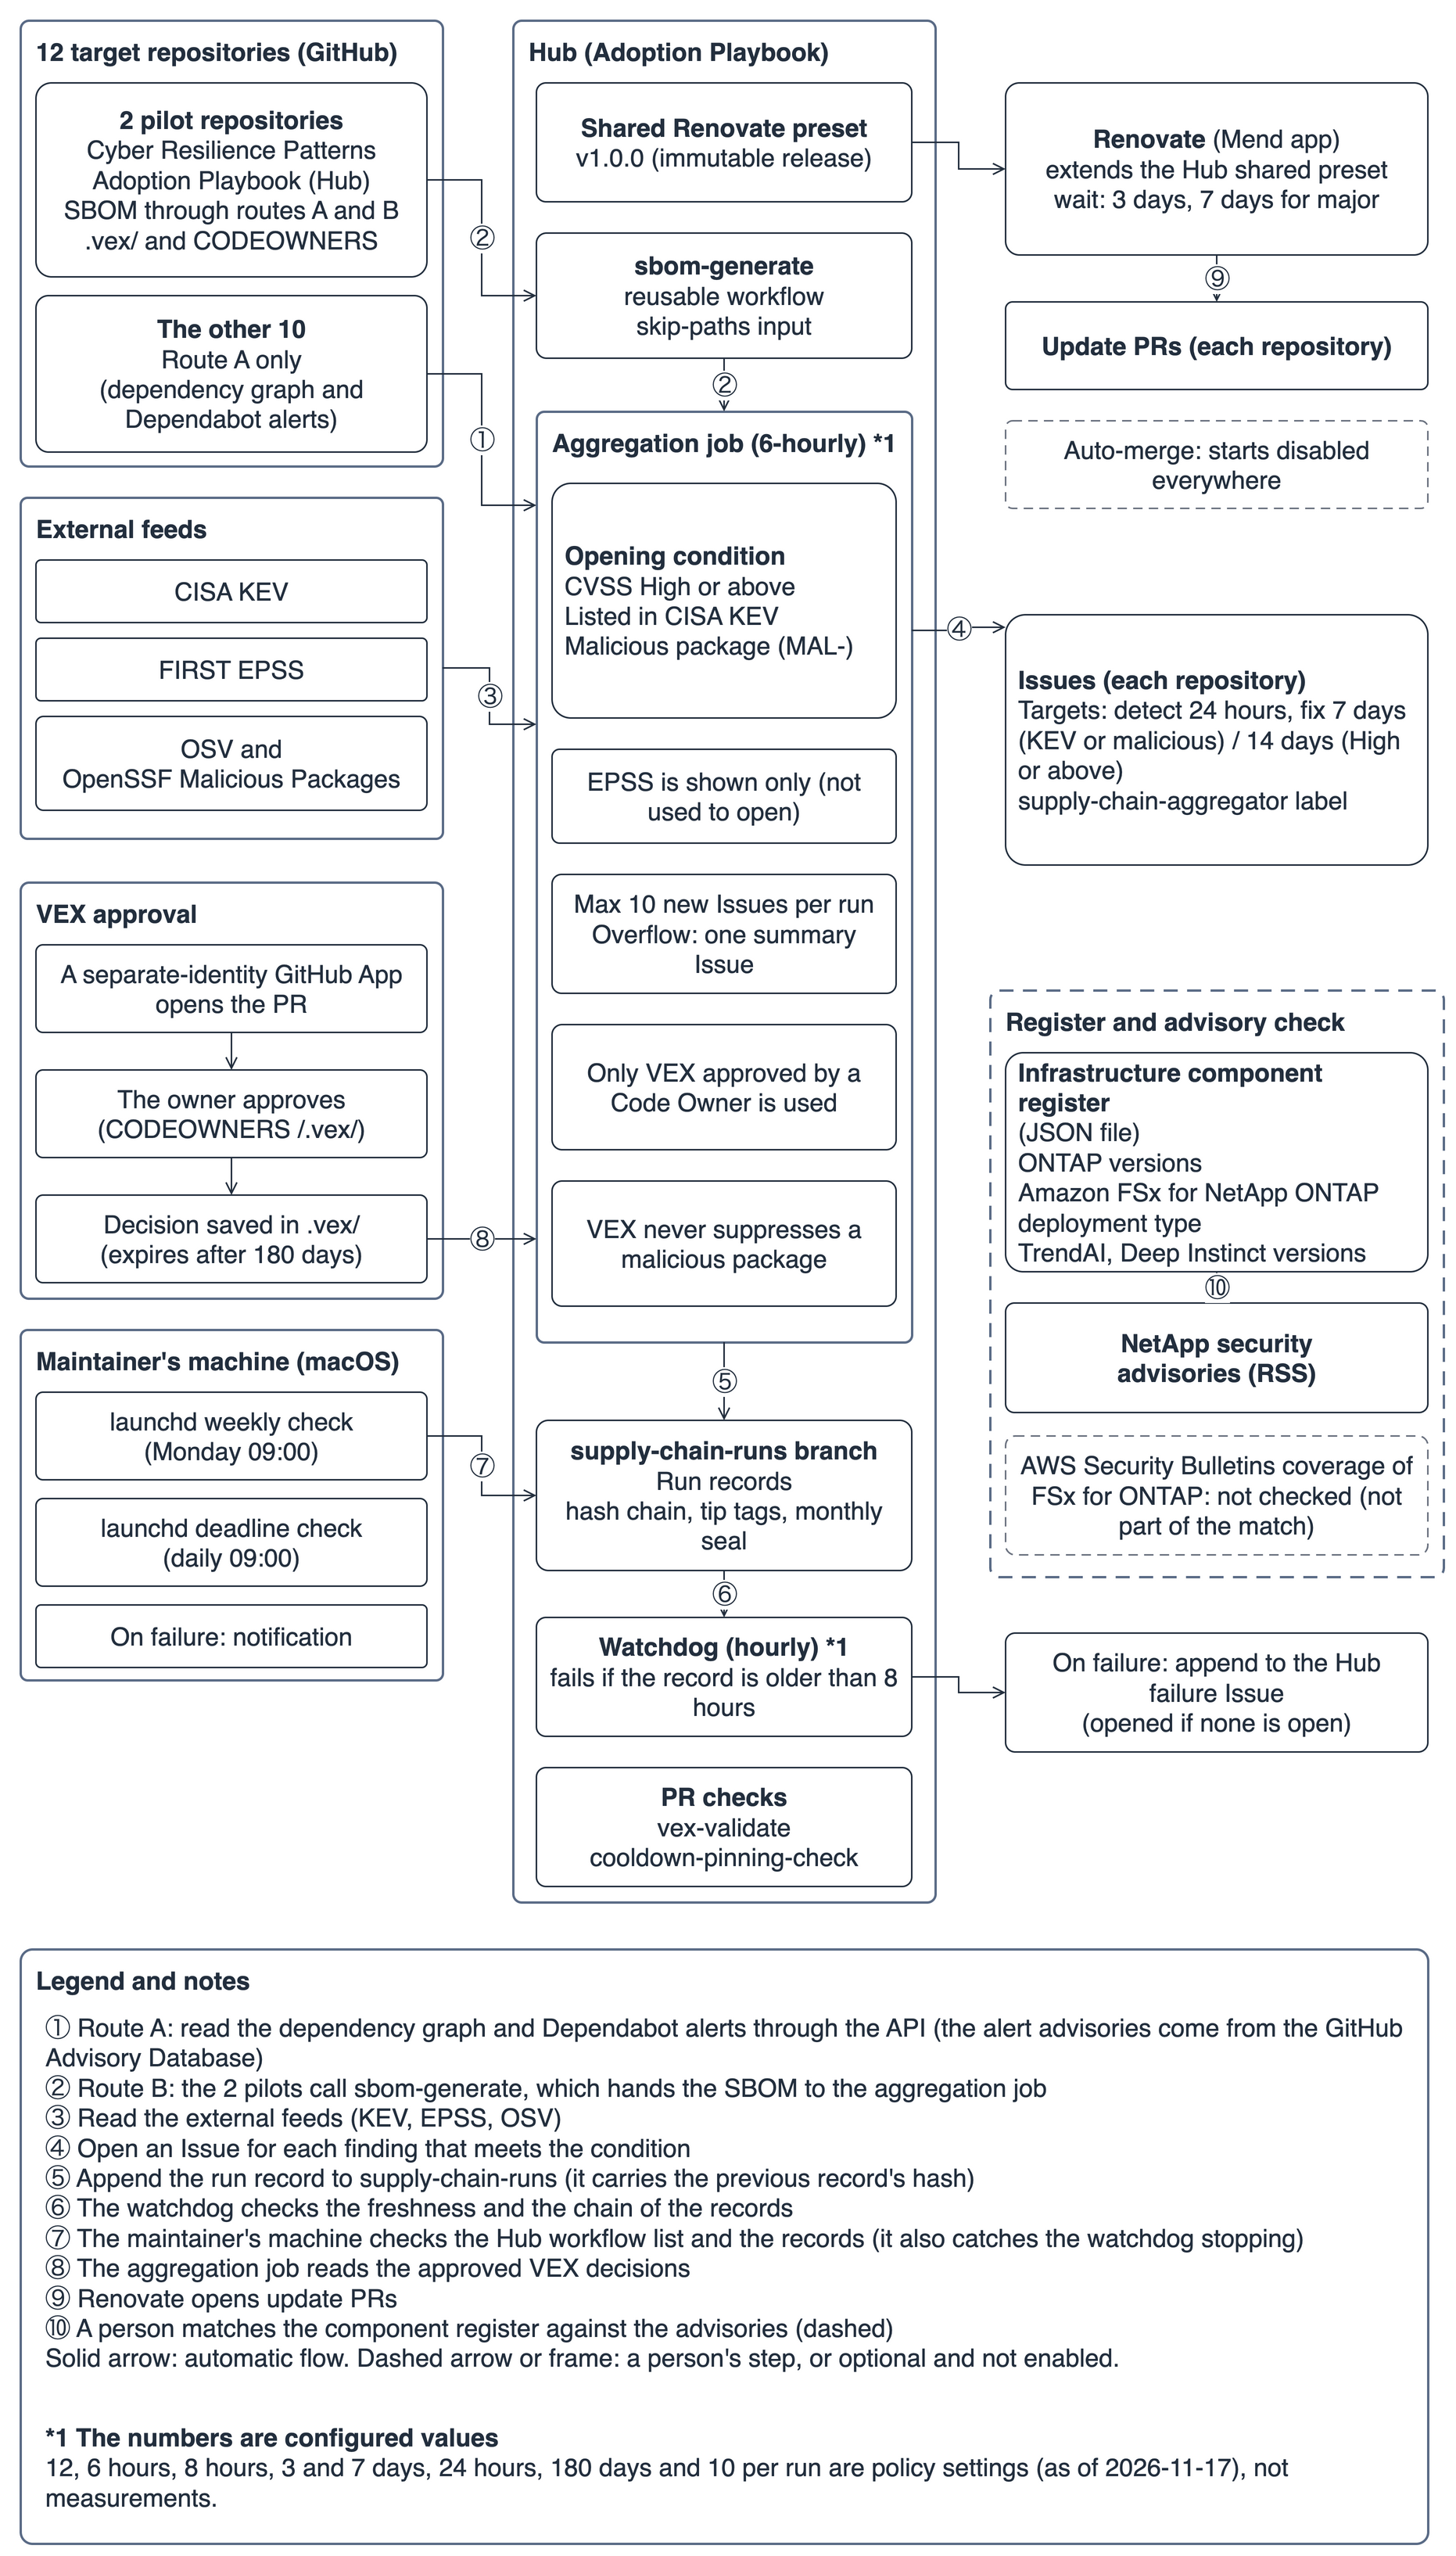 12 target repositories (GitHub)
2 pilot repositories
Cyber Resilience Patterns
Adoption Playbook (Hub)
SBOM through routes A and B
.vex/ and CODEOWNERS
The other 10
Route A only
(dependency graph and
Dependabot alerts)
②
①
External feeds
CISA KEV
FIRST EPSS
OSV and
OpenSSF Malicious Packages
③
VEX approval
A separate-identity GitHub App
opens the PR
The owner approves
(CODEOWNERS /.vex/)
Decision saved in .vex/
(expires after 180 days)
⑧
Maintainer's machine (macOS)
launchd weekly check
(Monday 09:00)
launchd deadline check
(daily 09:00)
On failure: notification
⑦
Hub (Adoption Playbook)
Shared Renovate preset
v1.0.0 (immutable release)
sbom-generate
reusable workflow
skip-paths input
②
Aggregation job (6-hourly) *1
Opening condition
CVSS High or above
Listed in CISA KEV
Malicious package (MAL-)
EPSS is shown only (not
used to open)
Max 10 new Issues per run
Overflow: one summary
Issue
Only VEX approved by a
Code Owner is used
VEX never suppresses a
malicious package
⑤
supply-chain-runs branch
Run records
hash chain, tip tags, monthly
seal
⑥
Watchdog (hourly) *1
fails if the record is older than 8
hours
PR checks
vex-validate
cooldown-pinning-check
Renovate (Mend app)
extends the Hub shared preset
wait: 3 days, 7 days for major
⑨
Update PRs (each repository)
Auto-merge: starts disabled
everywhere
④
Issues (each repository)
Targets: detect 24 hours, fix 7 days
(KEV or malicious) / 14 days (High
or above)
supply-chain-aggregator label
Register and advisory check
Infrastructure component
register
(JSON file)
ONTAP versions
Amazon FSx for NetApp ONTAP
deployment type
TrendAI, Deep Instinct versions
⑩
NetApp security
advisories (RSS)
AWS Security Bulletins coverage of
FSx for ONTAP: not checked (not
part of the match)
On failure: append to the Hub
failure Issue
(opened if none is open)
Legend and notes
① Route A: read the dependency graph and Dependabot alerts through the API (the alert advisories come from the GitHub
Advisory Database)
② Route B: the 2 pilots call sbom-generate, which hands the SBOM to the aggregation job
③ Read the external feeds (KEV, EPSS, OSV)
④ Open an Issue for each finding that meets the condition
⑤ Append the run record to supply-chain-runs (it carries the previous record's hash)
⑥ The watchdog checks the freshness and the chain of the records
⑦ The maintainer's machine checks the Hub workflow list and the records (it also catches the watchdog stopping)
⑧ The aggregation job reads the approved VEX decisions
⑨ Renovate opens update PRs
⑩ A person matches the component register against the advisories (dashed)
Solid arrow: automatic flow. Dashed arrow or frame: a person's step, or optional and not enabled.
*1 The numbers are configured values
12, 6 hours, 8 hours, 3 and 7 days, 24 hours, 180 days and 10 per run are policy settings (as of 2026-11-17), not
measurements.